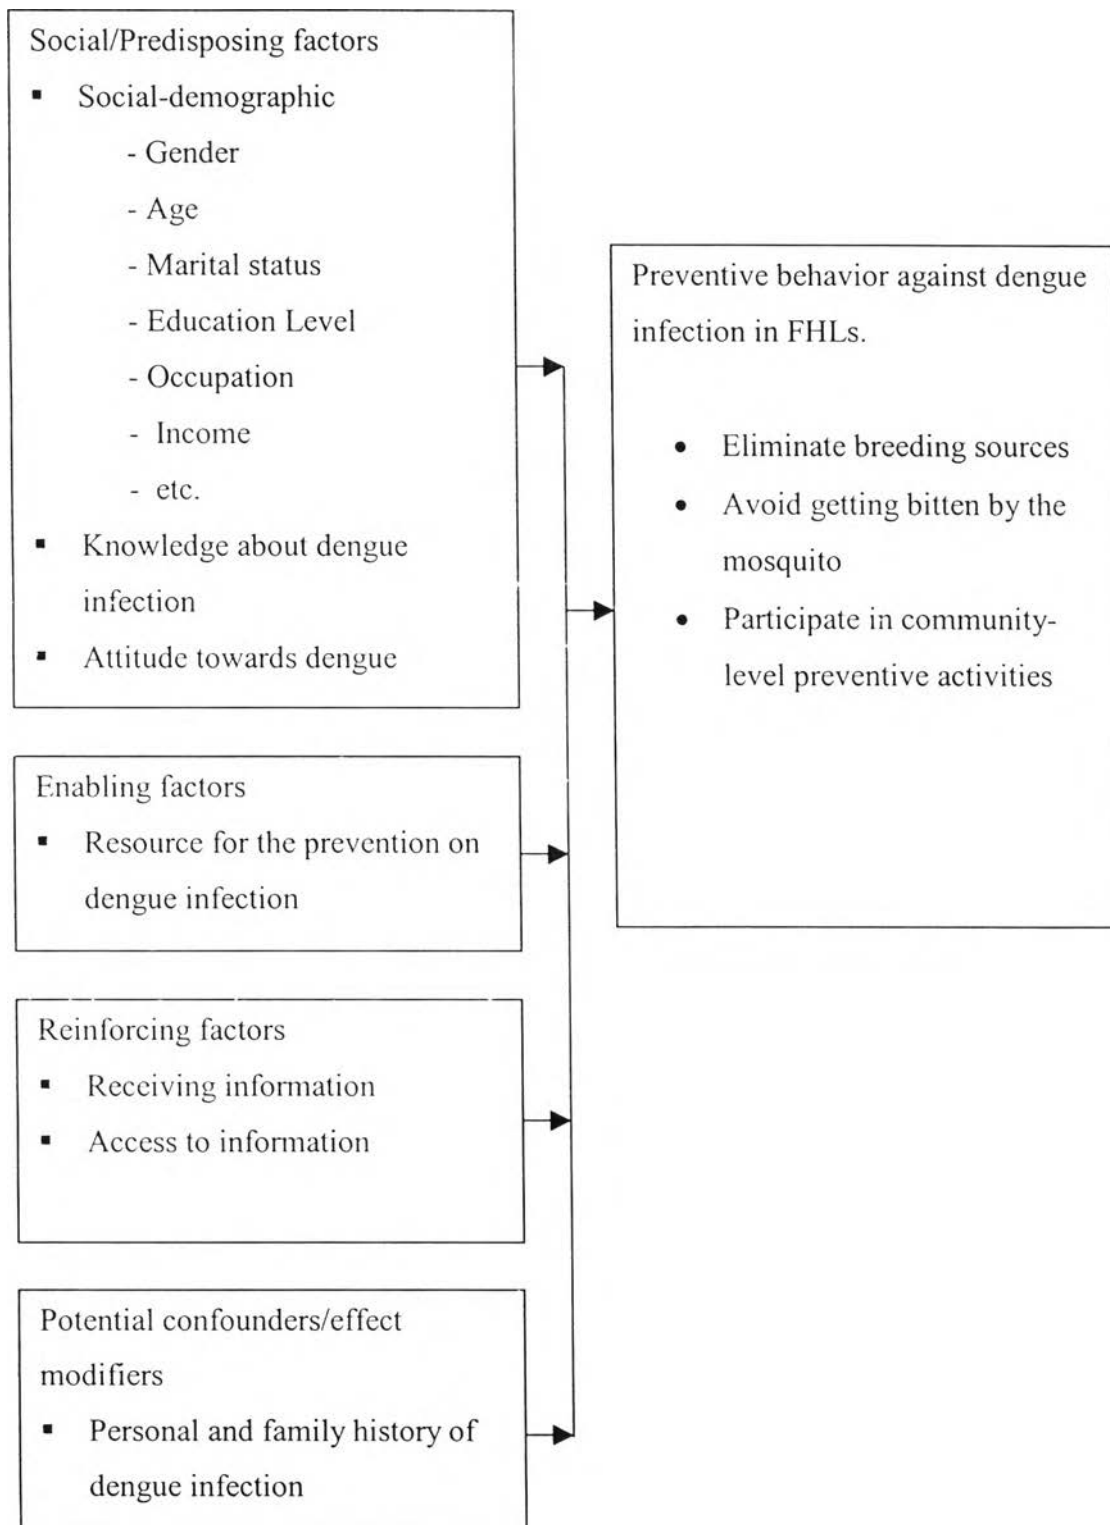 Social/Predisposing factors
▪ Social-demographic
- Gender
- Age
- Marital status
- Education Level
- Occupation
- Income
- etc.
▪ Knowledge about dengue
infection
▪ Attitude towards dengue
Enabling factors
▪ Resource for the prevention on
dengue infection
Reinforcing factors
▪ Receiving information
▪ Access to information
Potential confounders/effect
modifiers
▪ Personal and family history of
dengue infection
Preventive behavior against dengue
infection in FHLs.
• Eliminate breeding sources
• Avoid getting bitten by the
mosquito
• Participate in community-
level preventive activities